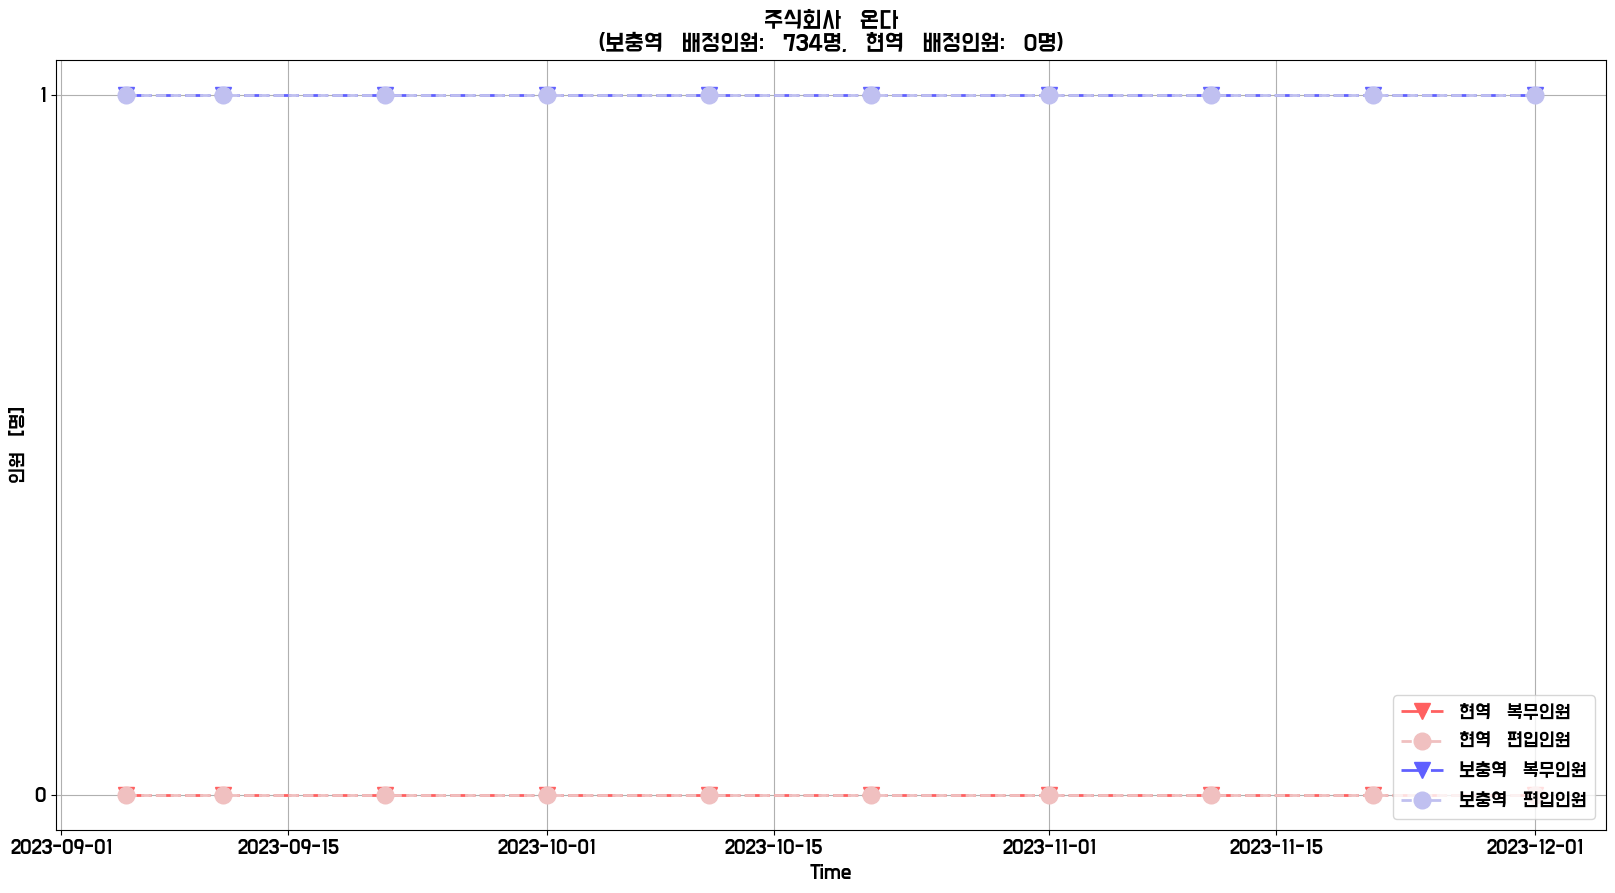 주식회사 온다
(보충역 배정인원: 734명, 현역 배정인원: 0명)
인원 [명]
1
0
현역 복무인원
현역 편입인원
보충역 복무인원
보충역 편입인원
2023-09-01 2023-09-15 2023-10-01 2023-10-15 2023-11-01 2023-11-15 2023-12-01
Time